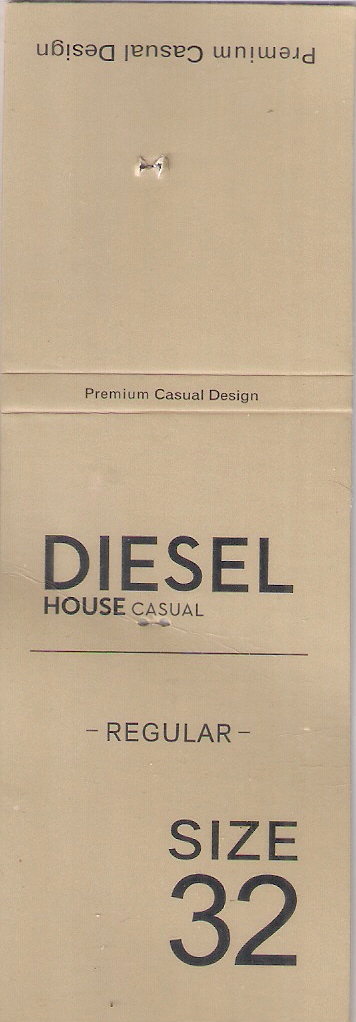 Premium Casual Design
Premium Casual Design
DIESEL
HOUSE CASUAL
– REGULAR –
SIZE
32